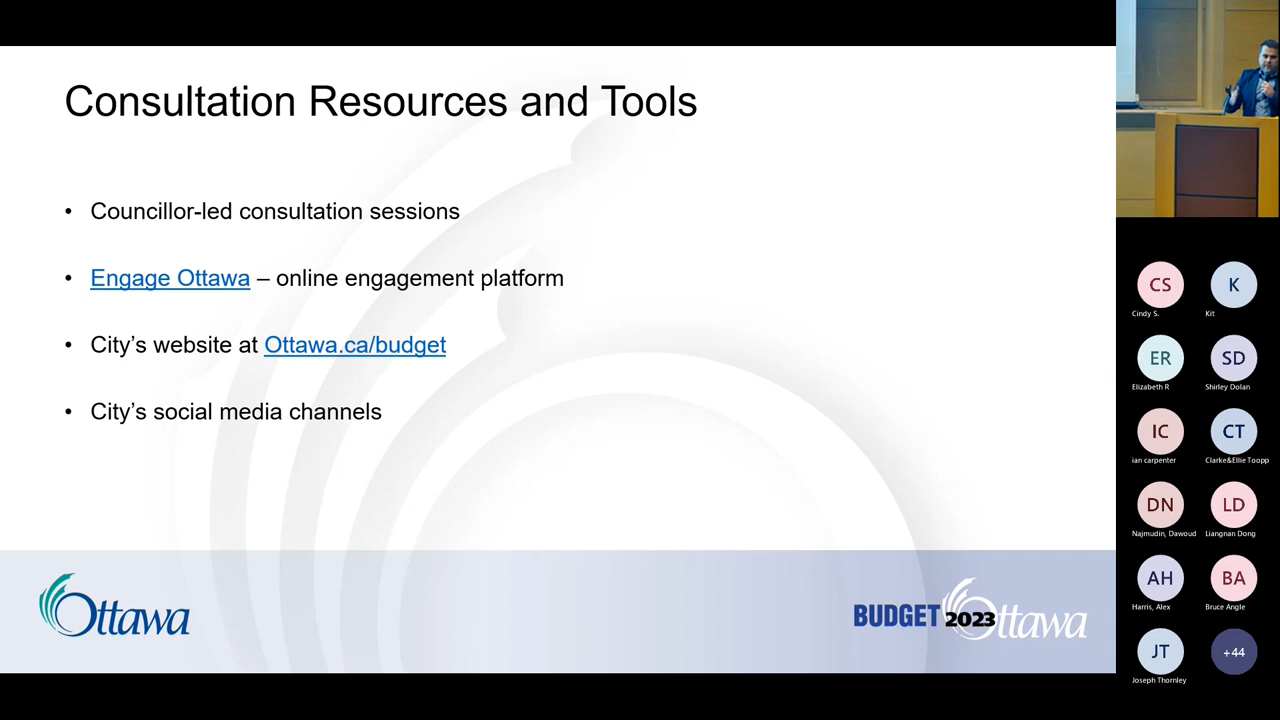 Consultation Resources and Tools
• Councillor-led consultation sessions
• Engage Ottawa – online engagement platform
• City’s website at Ottawa.ca/budget
• City’s social media channels
Ottawa
BUDGET 2023 Ottawa
CS
Cindy S.
K
Kit
ER
Elizabeth R
SD
Shirley Dolan
IC
ian carpenter
CT
Clarke&Ellie Toopp
DN
Najmudin, Dawoud
LD
Liangnan Dong
AH
Harris, Alex
BA
Bruce Angle
JT
Joseph Thornley
+44